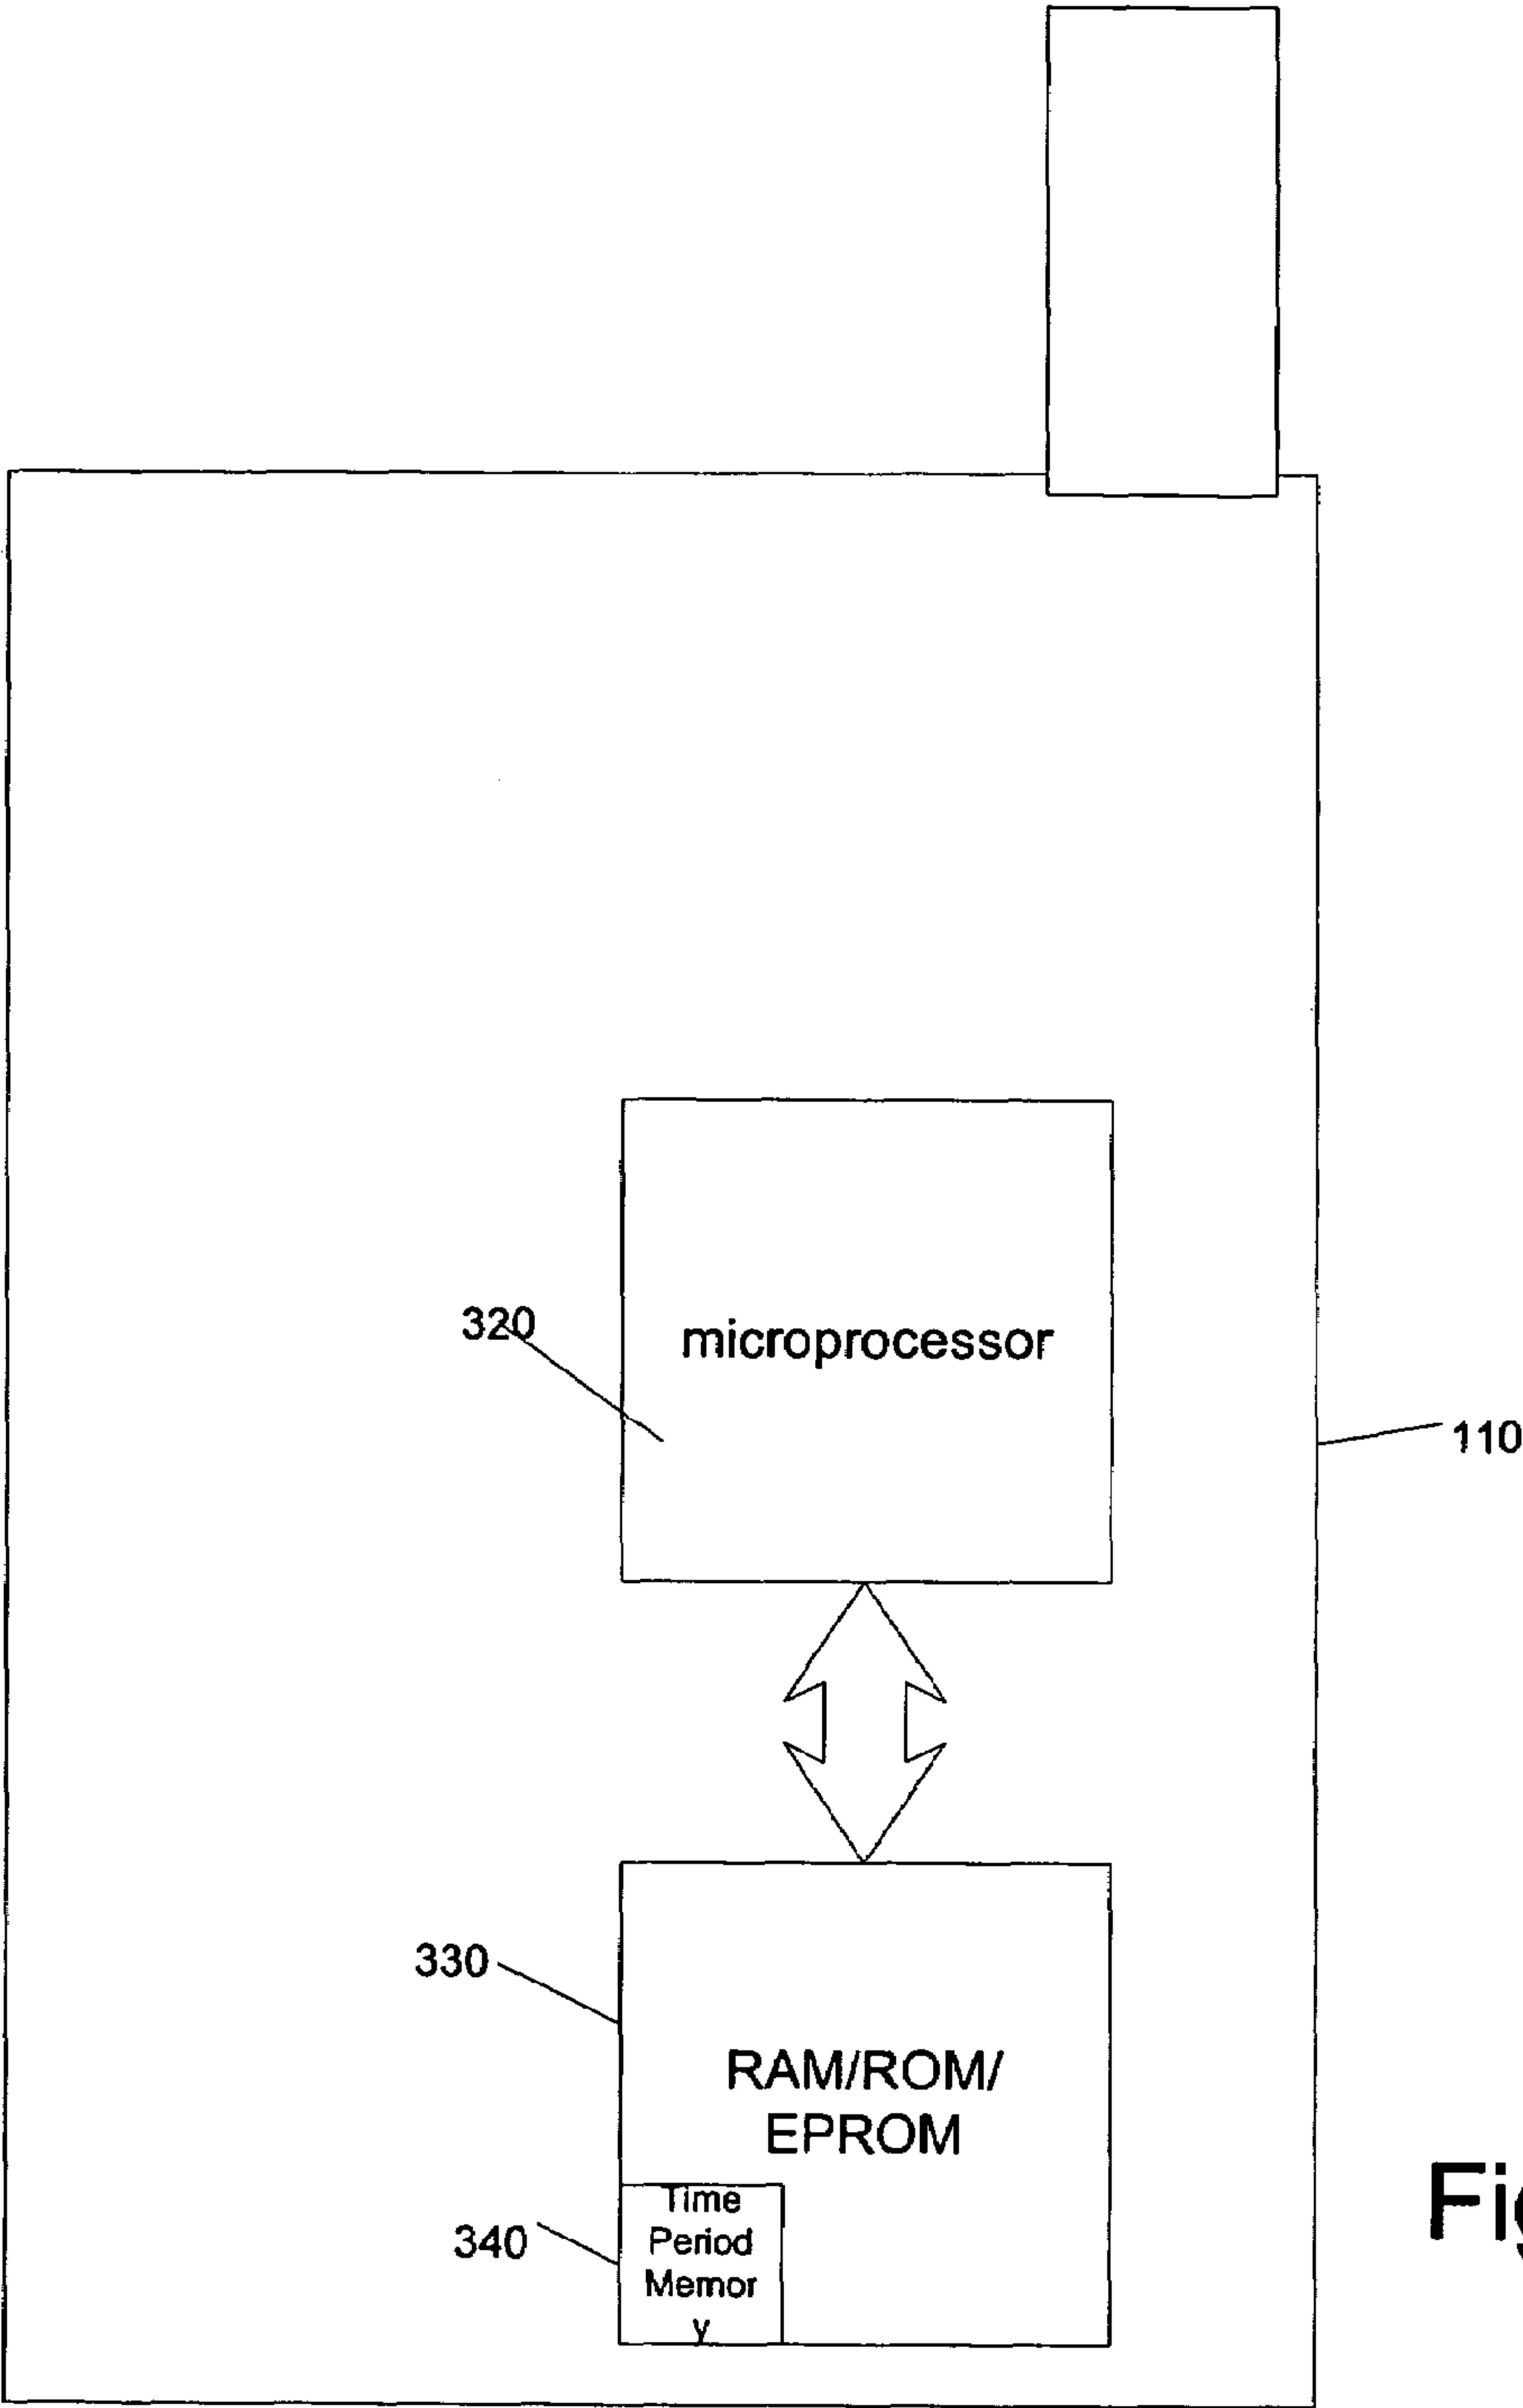 320
microprocessor
110
330
RAM/ROM/
EPROM
340
Time
Period
Memor
y